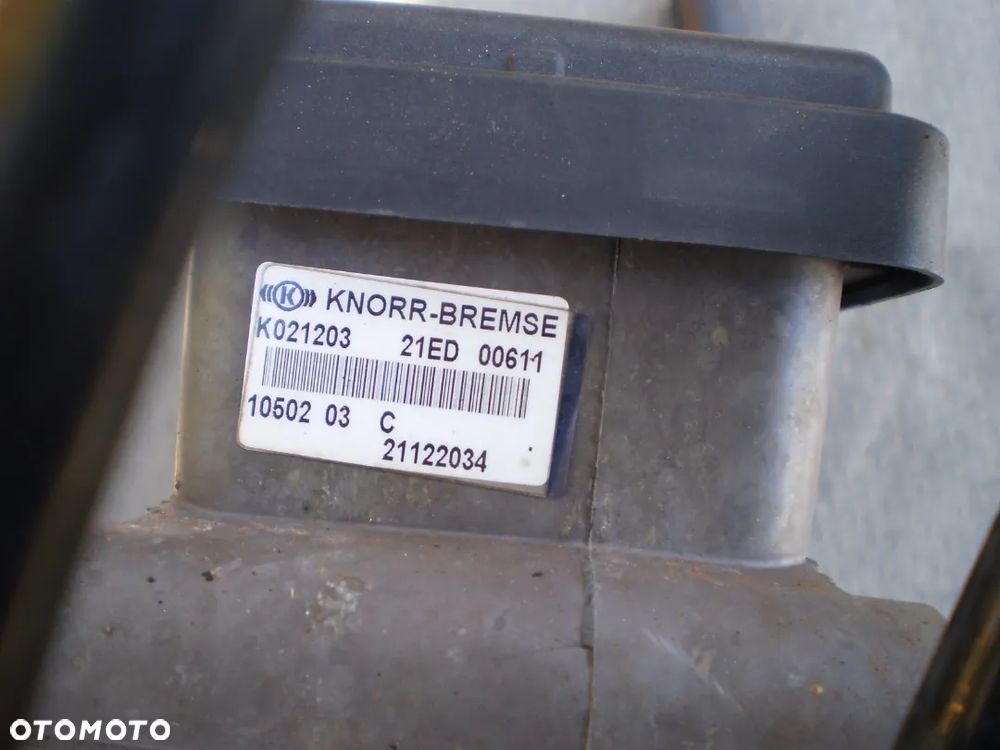 K KNORR-BREMSE
K021203 21ED 00611
10502 03 C
21122034
OTOMOTO